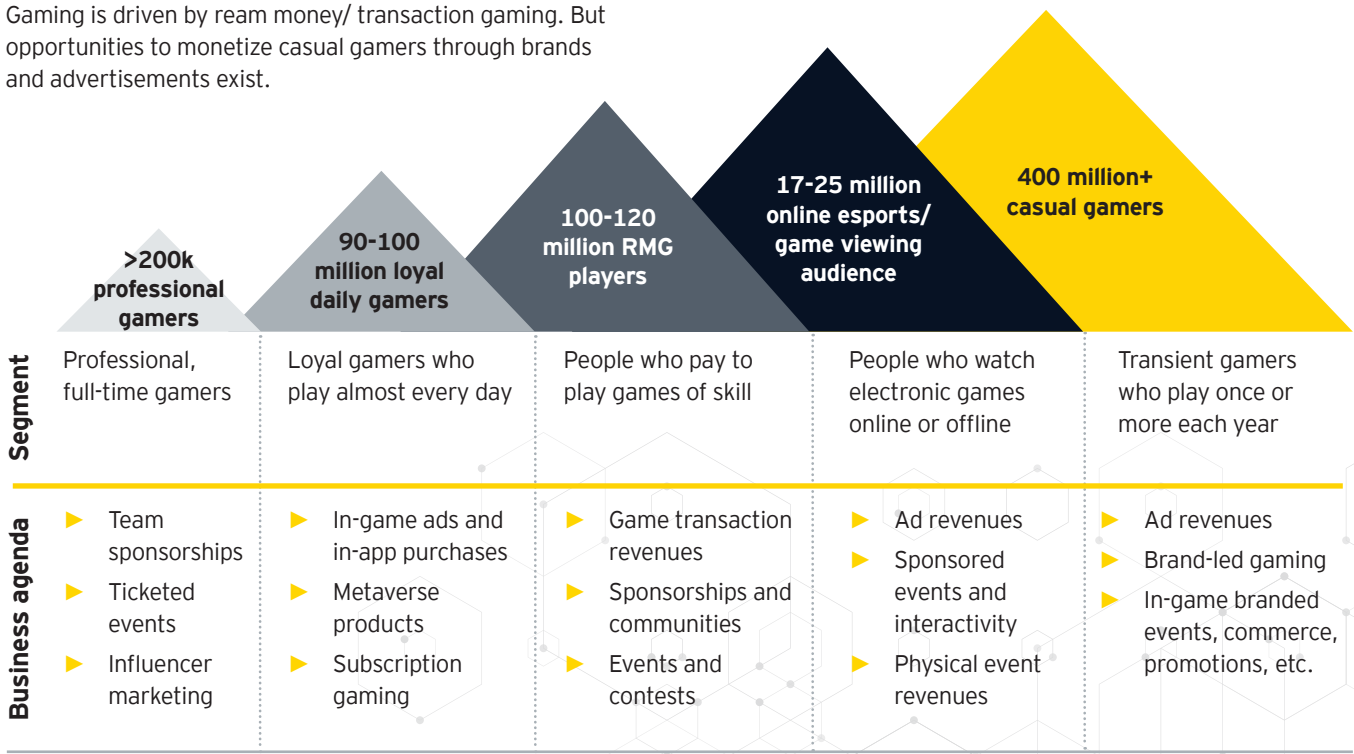 Gaming is driven by ream money/ transaction gaming. But
opportunities to monetize casual gamers through brands
and advertisements exist.
>200k
professional
gamers
90-100
million loyal
daily gamers
100-120
million RMG
players
17-25 million
online esports/
game viewing
audience
400 million+
casual gamers
Segment
Professional,
full-time gamers
Loyal gamers who
play almost every day
People who pay to
play games of skill
People who watch
electronic games
online or offline
Transient gamers
who play once or
more each year
Business agenda
Team
sponsorships
Ticketed
events
Influencer
marketing
In-game ads and
in-app purchases
Metaverse
products
Subscription
gaming
Game transaction
revenues
Sponsorships and
communities
Events and
contests
Ad revenues
Sponsored
events and
interactivity
Physical event
revenues
Ad revenues
Brand-led gaming
In-game branded
events, commerce,
promotions, etc.